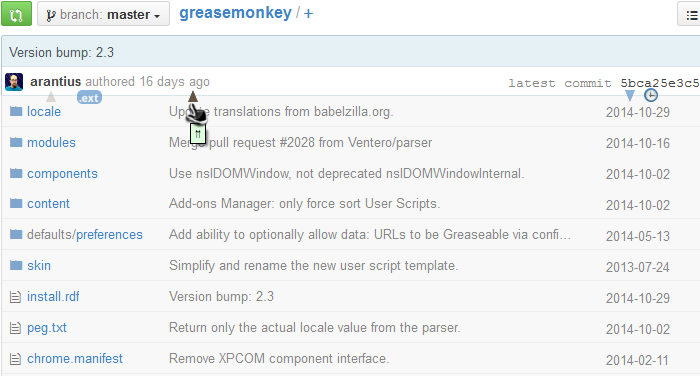 branch: master greasemonkey / +
Version bump: 2.3
arantius authored 16 days ago latest commit 5bca25e3c5
.ext
locale Update translations from babelzilla.org. 2014-10-29
⇈
modules Merge pull request #2028 from Ventero/parser 2014-10-16
components Use nsIDOMWindow, not deprecated nsIDOMWindowInternal. 2014-10-02
content Add-ons Manager: only force sort User Scripts. 2014-10-02
defaults/preferences Add ability to optionally allow data: URLs to be Greaseable via confi… 2014-05-13
skin Simplify and rename the new user script template. 2013-07-24
install.rdf Version bump: 2.3 2014-10-29
peg.txt Return only the actual locale value from the parser. 2014-10-02
chrome.manifest Remove XPCOM component interface. 2014-02-11